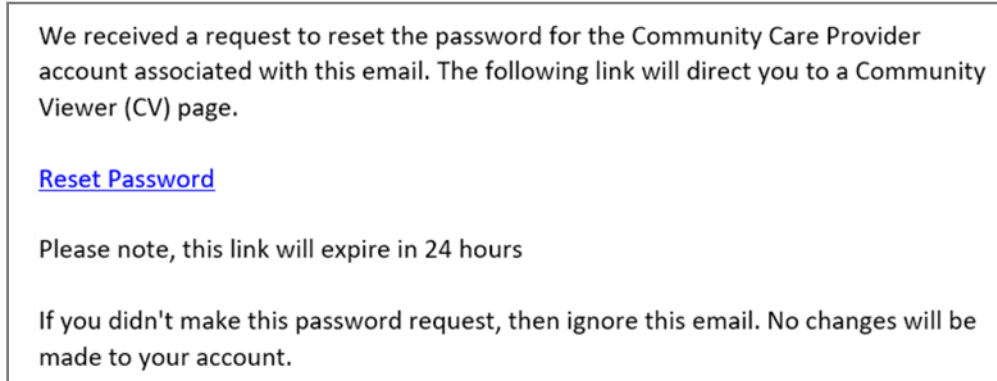 We received a request to reset the password for the Community Care Provider
account associated with this email. The following link will direct you to a Community
Viewer (CV) page.
Reset Password
Please note, this link will expire in 24 hours
If you didn't make this password request, then ignore this email. No changes will be
made to your account.